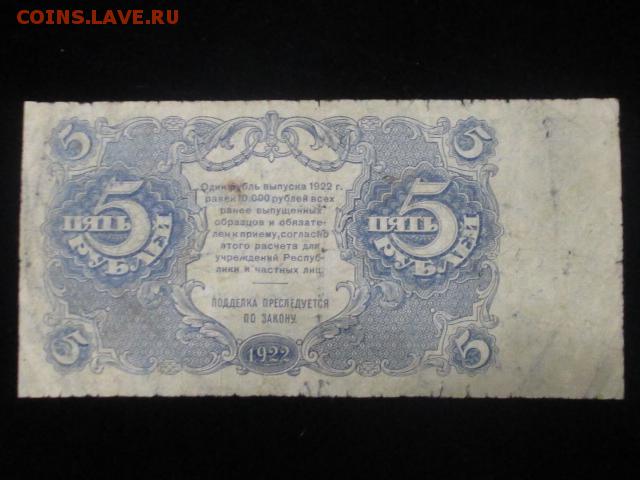 COINS.LAVE.RU
5
5
Один рубль выпуска 1922 г.
равен 10.000 рублей всех
ранее выпущенных
образцов и обязате-
лен к приему, согласно
этого расчета для
учреждений Респуб-
лики и частных лиц.
5
ПЯТЬ
РУБЛЕЙ
5
ПЯТЬ
РУБЛЕЙ
ПОДДЕЛКА ПРЕСЛЕДУЕТСЯ
ПО ЗАКОНУ.
5
1922
5